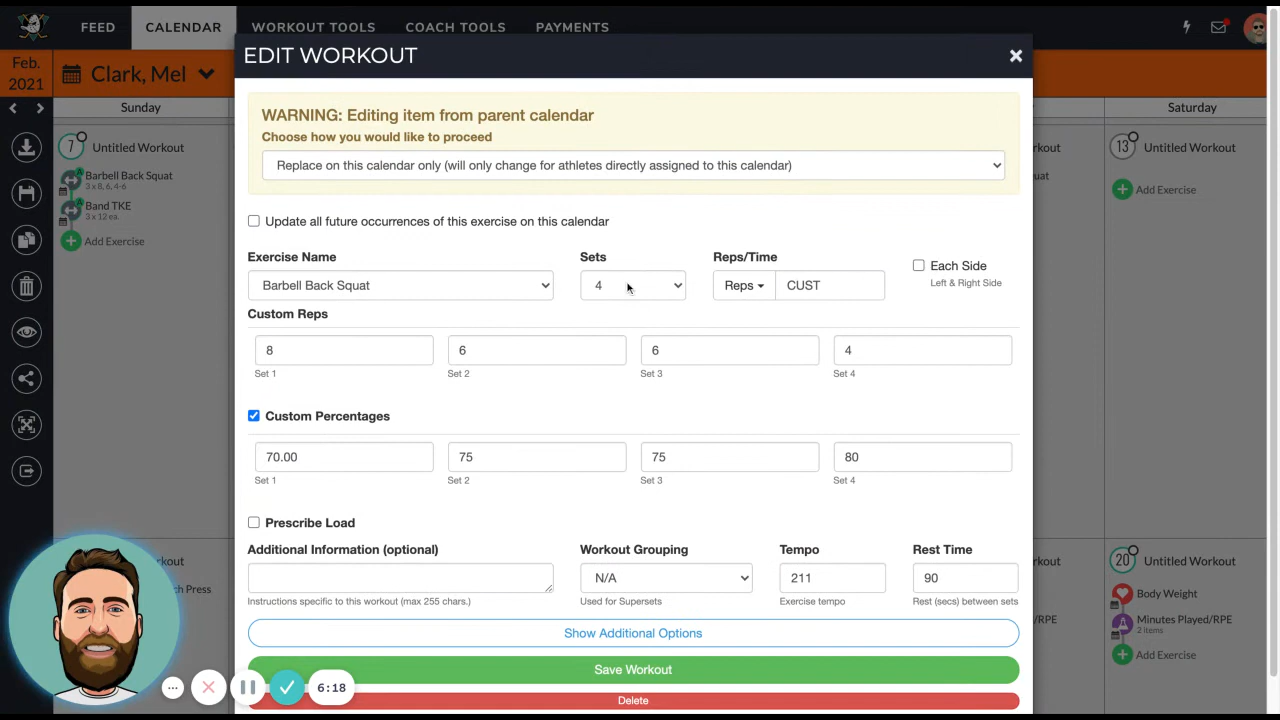 FEED
CALENDAR
WORKOUT TOOLS
COACH TOOLS
PAYMENTS
EDIT WORKOUT
×
Feb.
2021
Clark, Mel
Sunday
Saturday
7
Untitled Workout
Barbell Back Squat
3 x 8, 6, 4-6
A
Band TKE
3 x 12 ea.
A
Add Exercise
WARNING: Editing item from parent calendar
Choose how you would like to proceed
Replace on this calendar only (will only change for athletes directly assigned to this calendar)
Update all future occurrences of this exercise on this calendar
Exercise Name
Sets
Reps/Time
Each Side
Left & Right Side
Barbell Back Squat
4
Reps
CUST
Custom Reps
8
6
6
4
Set 1
Set 2
Set 3
Set 4
Custom Percentages
70.00
75
75
80
Set 1
Set 2
Set 3
Set 4
Prescribe Load
Additional Information (optional)
Workout Grouping
Tempo
Rest Time
N/A
211
90
Instructions specific to this workout (max 255 chars.)
Used for Supersets
Exercise tempo
Rest (secs) between sets
Show Additional Options
Save Workout
Delete
rkout
uat
13
Untitled Workout
Add Exercise
rkout
ch Press
rkout
/RPE
20
Untitled Workout
Body Weight
Minutes Played/RPE
2 items
Add Exercise
6:18